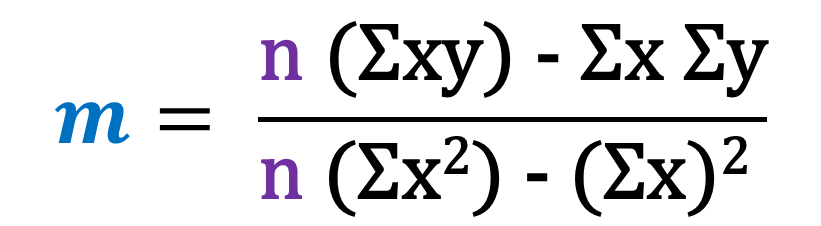 m = n (Σxy) - Σx Σy
n (Σx²) - (Σx)²